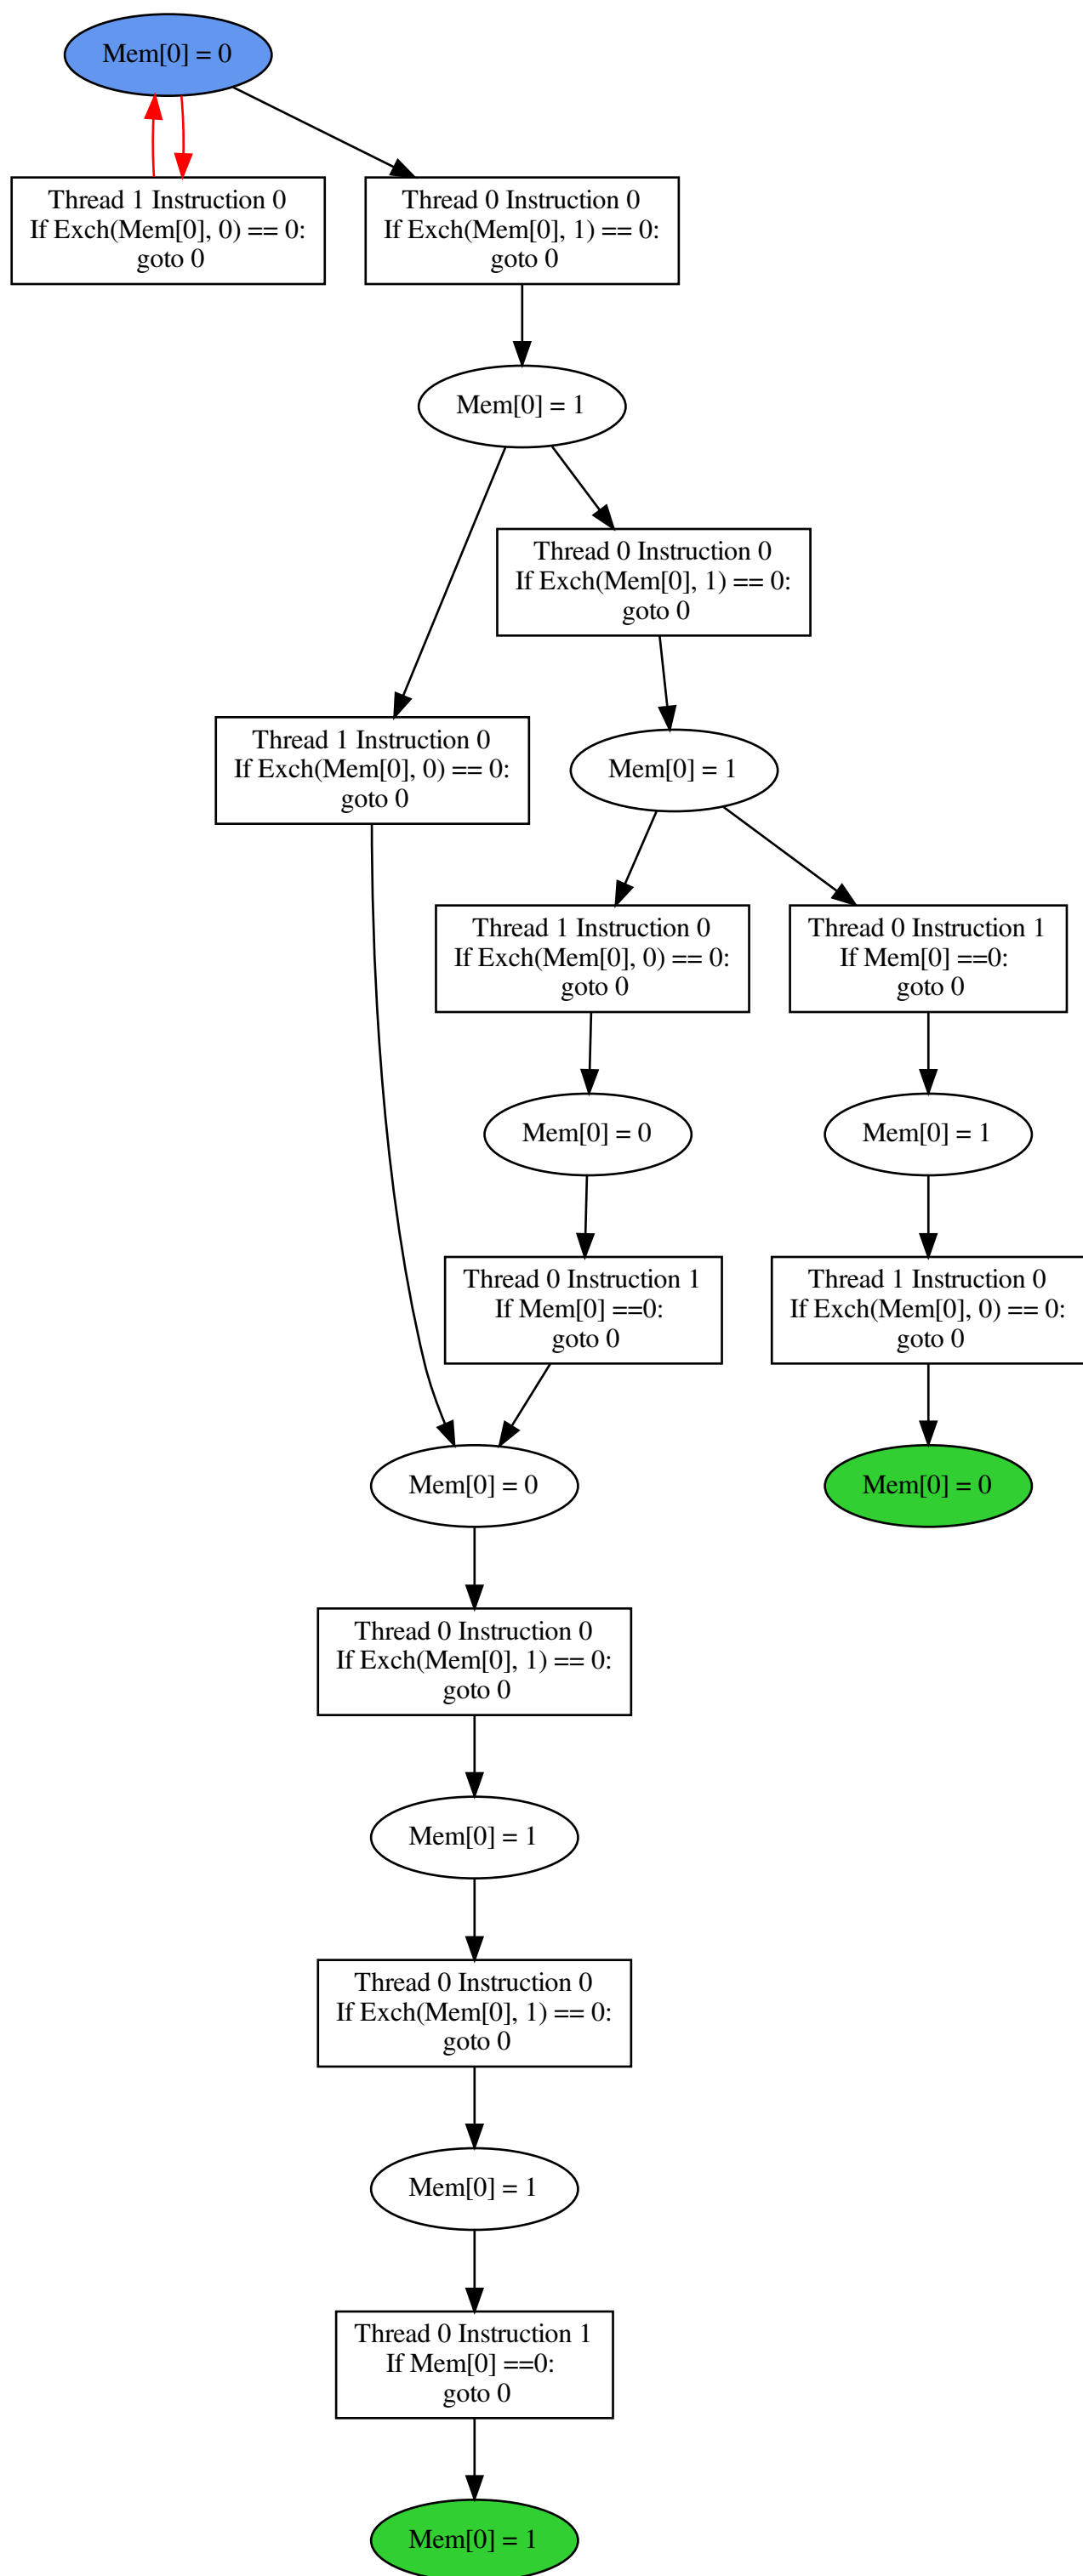 Mem[0] = 0
Thread 1 Instruction 0
If Exch(Mem[0], 0) == 0:
goto 0
Thread 0 Instruction 0
If Exch(Mem[0], 1) == 0:
goto 0
Mem[0] = 1
Thread 0 Instruction 0
If Exch(Mem[0], 1) == 0:
goto 0
Thread 1 Instruction 0
If Exch(Mem[0], 0) == 0:
goto 0
Mem[0] = 1
Thread 1 Instruction 0
If Exch(Mem[0], 0) == 0:
goto 0
Thread 0 Instruction 1
If Mem[0] ==0:
goto 0
Mem[0] = 0
Mem[0] = 1
Thread 0 Instruction 1
If Mem[0] ==0:
goto 0
Thread 1 Instruction 0
If Exch(Mem[0], 0) == 0:
goto 0
Mem[0] = 0
Mem[0] = 0
Thread 0 Instruction 0
If Exch(Mem[0], 1) == 0:
goto 0
Mem[0] = 1
Thread 0 Instruction 0
If Exch(Mem[0], 1) == 0:
goto 0
Mem[0] = 1
Thread 0 Instruction 1
If Mem[0] ==0:
goto 0
Mem[0] = 1